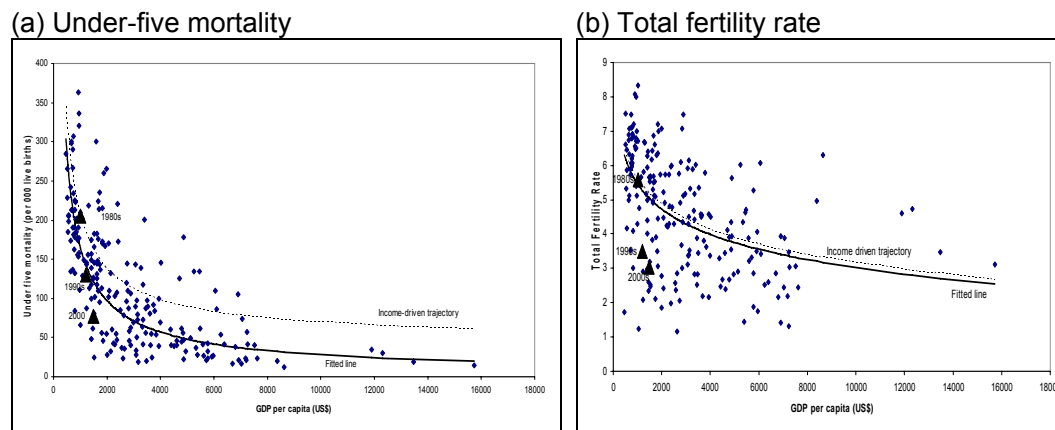 (a) Under-five mortality
(b) Total fertility rate
Under five mortality (per 000 live births)
400
350
300
250
200
150
100
50
0
1980s
1990s
2000
Income-driven trajectory
Fitted line
0
2000
4000
6000
8000
10000
12000
14000
16000
18000
GDP per capita (US$)
Total Fertility Rate
9
8
7
6
5
4
3
2
1
0
1980s
1990s
2000s
Income driven trajectory
Fitted line
0
2000
4000
6000
8000
10000
12000
14000
16000
1800
GDP per capita (US$)